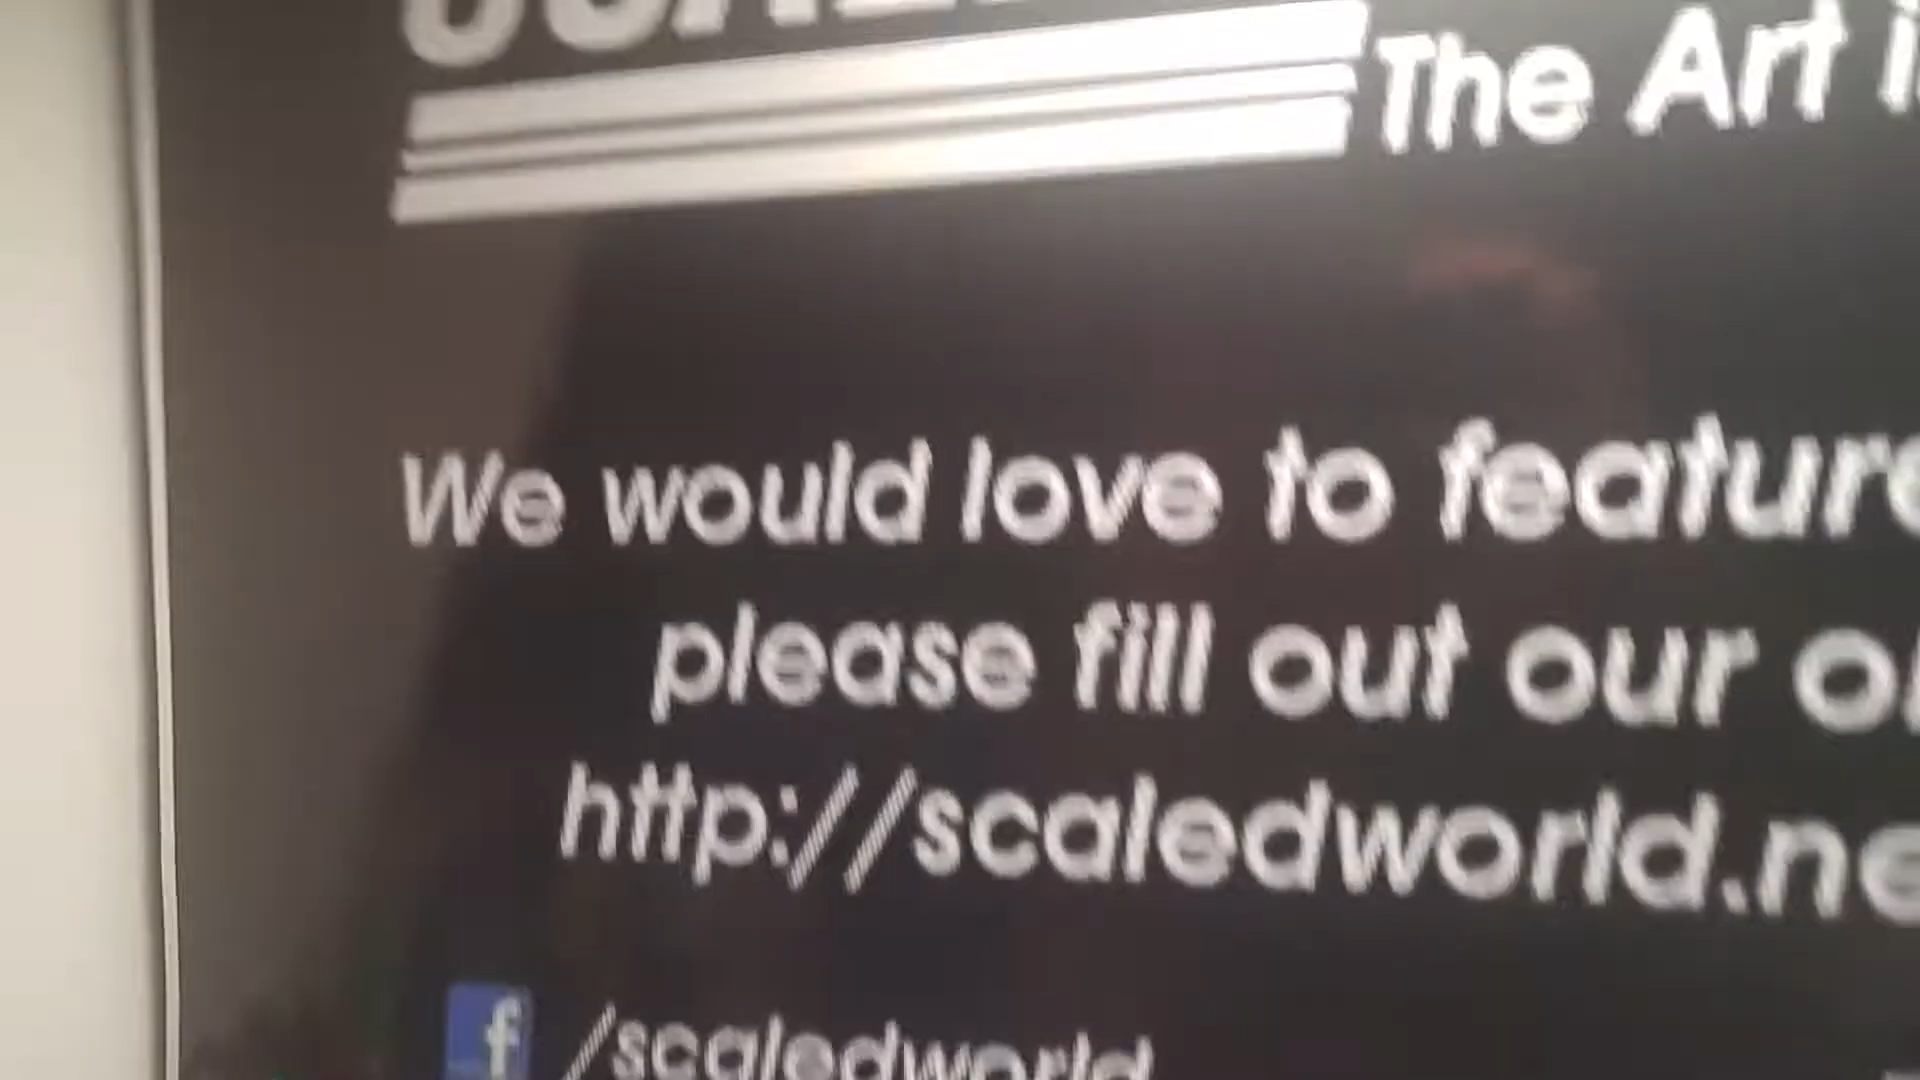 The Art
We would love to feature
please fill out our
http://scaledworld.ne
f /scaledworld